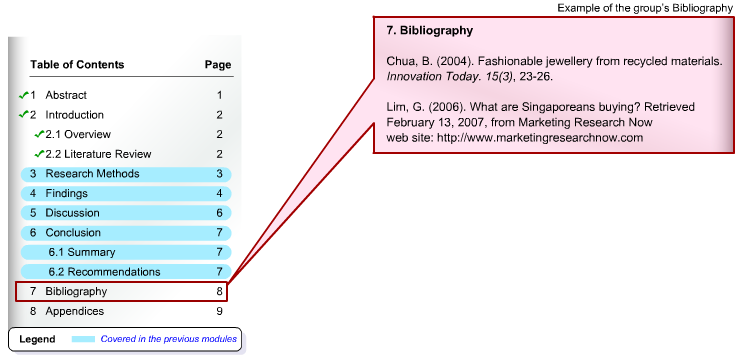 Example of the group's Bibliography
7. Bibliography
Chua, B. (2004). Fashionable jewellery from recycled materials.
Innovation Today. 15(3), 23-26.
Lim, G. (2006). What are Singaporeans buying? Retrieved
February 13, 2007, from Marketing Research Now
web site: http://www.marketingresearchnow.com
Table of Contents Page
1 Abstract 1
2 Introduction 2
2.1 Overview 2
2.2 Literature Review 2
3 Research Methods 3
4 Findings 4
5 Discussion 6
6 Conclusion 7
6.1 Summary 7
6.2 Recommendations 7
7 Bibliography 8
8 Appendices 9
Legend Covered in the previous modules